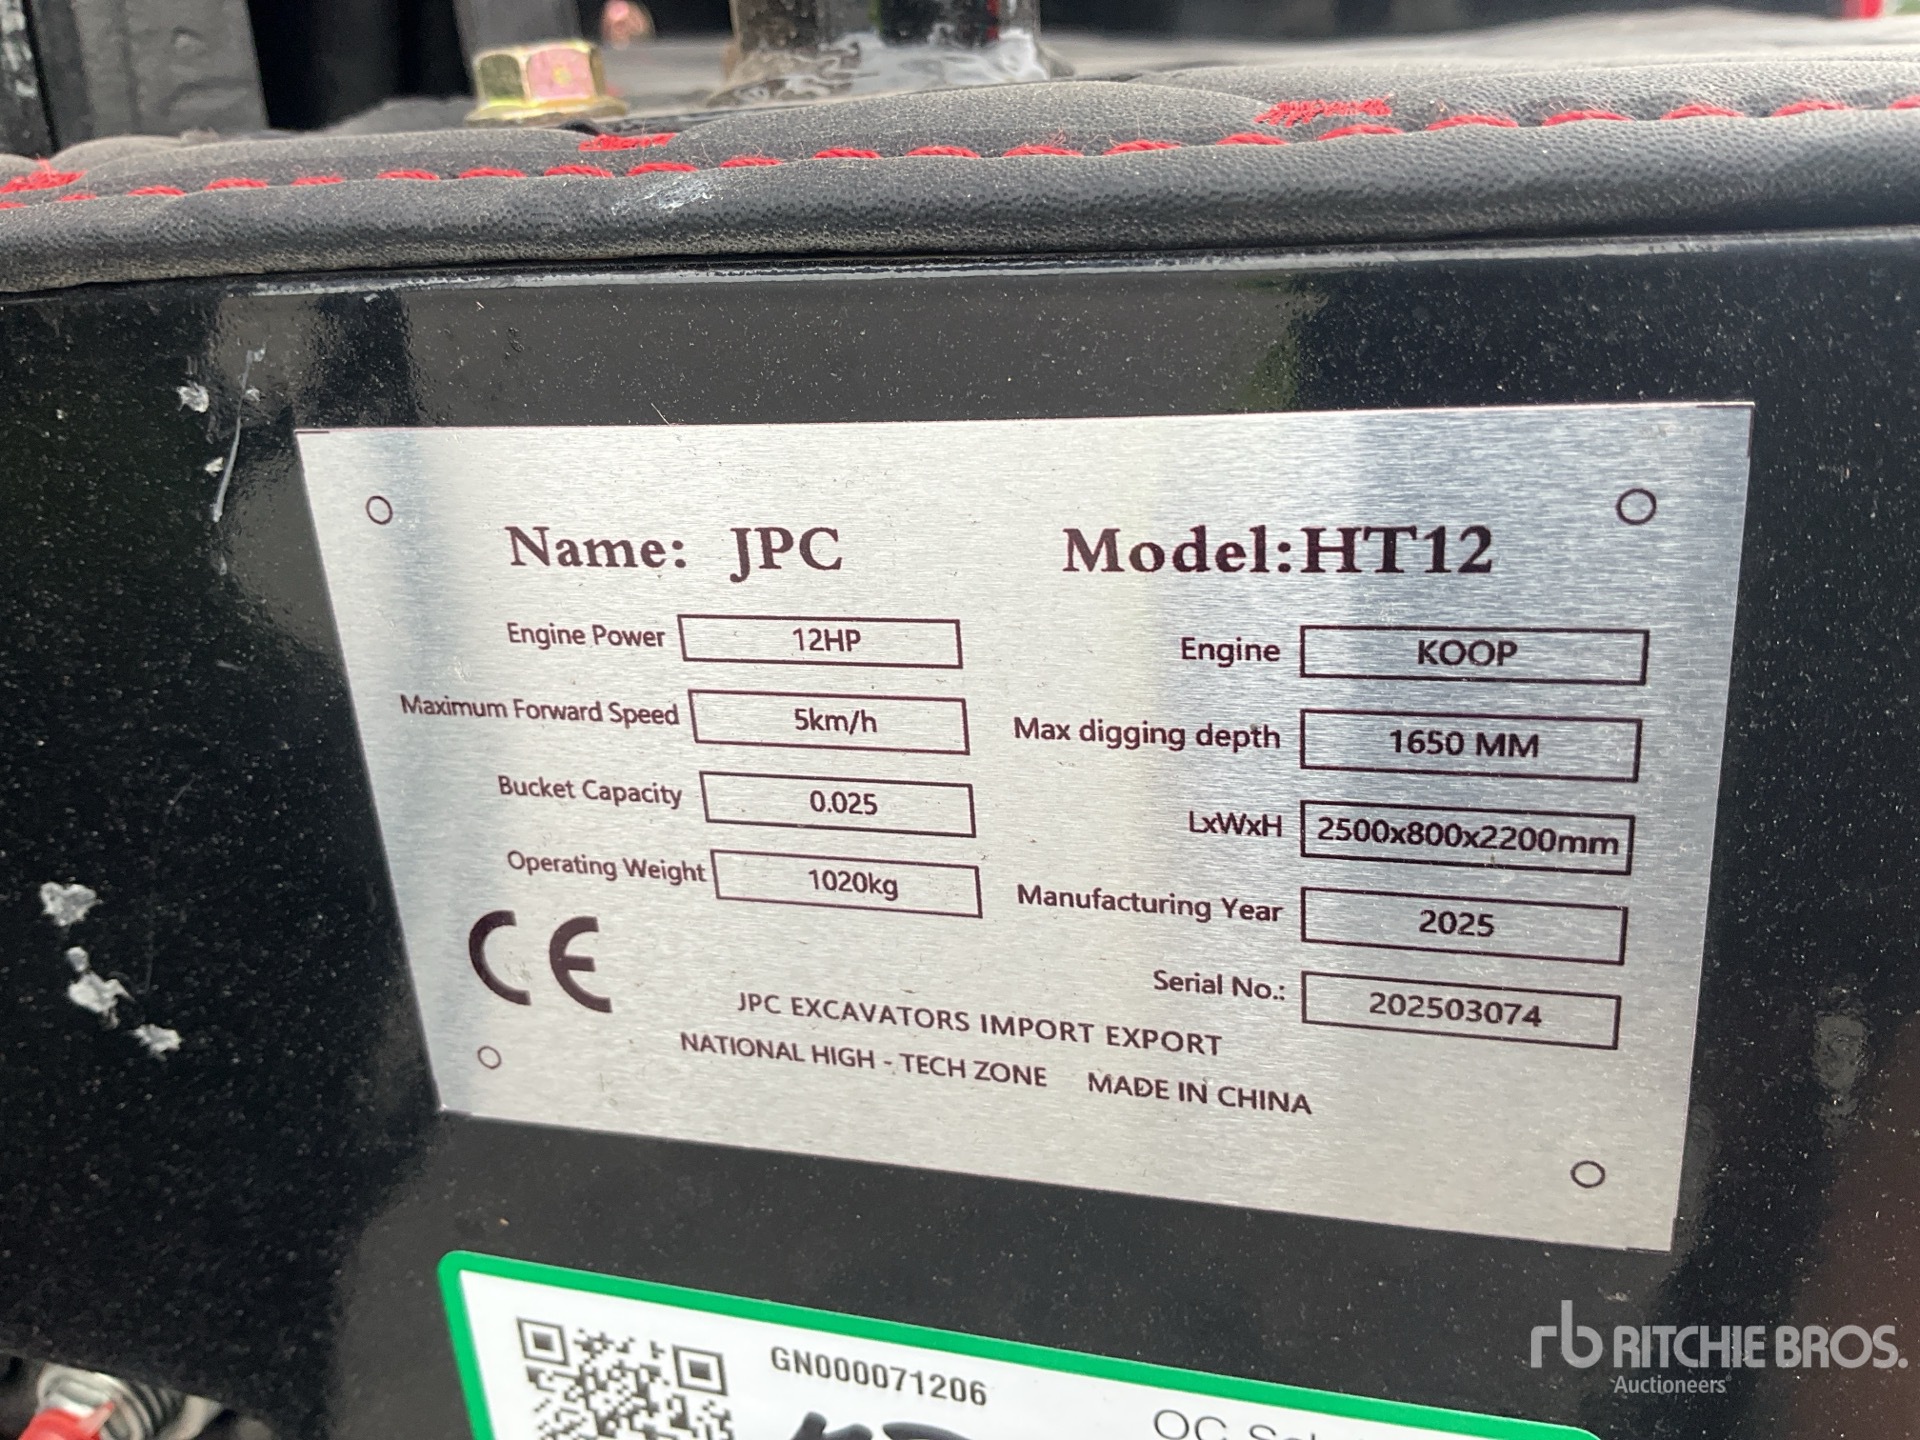 Name: JPC Model:HT12
Engine Power 12HP Engine KOOP
Maximum Forward Speed 5km/h Max digging depth 1650 MM
Bucket Capacity 0.025 LxWxH 2500x800x2200mm
Operating Weight 1020kg Manufacturing Year 2025
CE Serial No.: 202503074
JPC EXCAVATORS IMPORT EXPORT
NATIONAL HIGH - TECH ZONE MADE IN CHINA
GN000071206
rb RITCHIE BROS.
Auctioneers